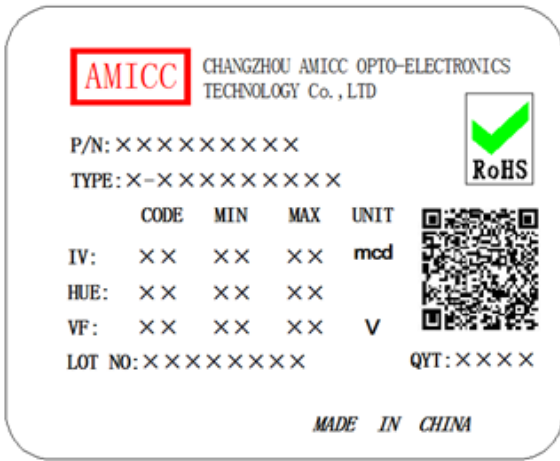 AMICC
CHANGZHOU AMICC OPTO-ELECTRONICS
TECHNOLOGY Co.,LTD
RoHS
P/N:×××××××××
TYPE:×-×××××××××
CODE MIN MAX UNIT
IV: ×× ×× ×× mcd
HUE: ×× ×× ××
VF: ×× ×× ×× V
LOT NO:×××××××× QYT:××××
MADE IN CHINA